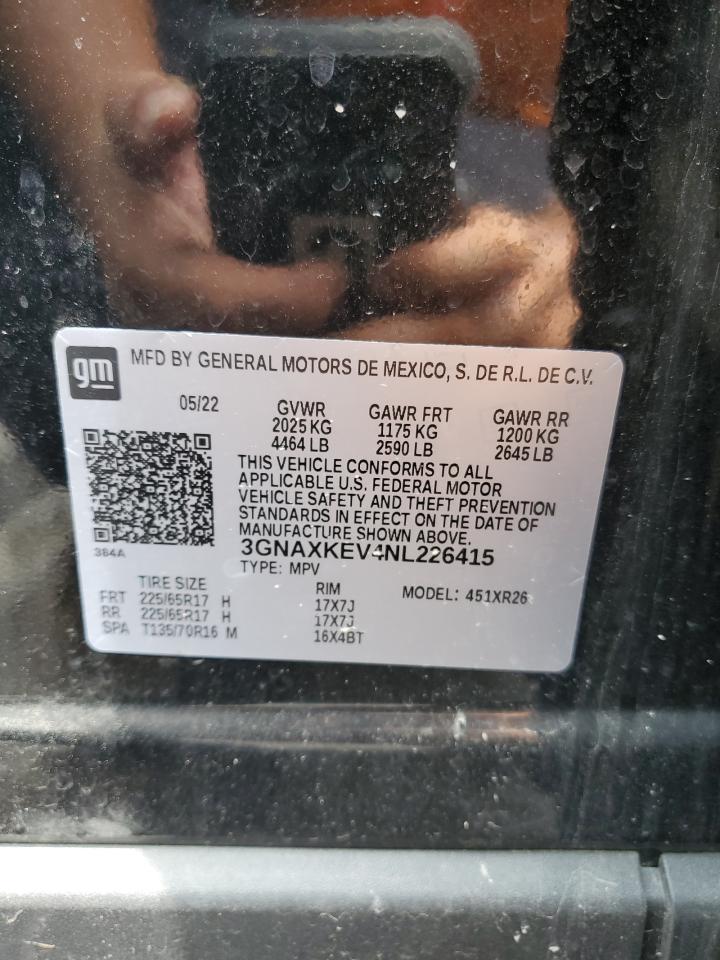 gm
MFD BY GENERAL MOTORS DE MEXICO, S. DE R.L. DE C.V.
05/22
GVWR GAWR FRT GAWR RR
2025 KG 1175 KG 1200 KG
4464 LB 2590 LB 2645 LB
THIS VEHICLE CONFORMS TO ALL
APPLICABLE U.S. FEDERAL MOTOR
VEHICLE SAFETY AND THEFT PREVENTION
STANDARDS IN EFFECT ON THE DATE OF
MANUFACTURE SHOWN ABOVE.
384A
3GNAXKEV4NL226415
TYPE: MPV
TIRE SIZE RIM MODEL: 451XR26
FRT 225/65R17 H 17X7J
RR 225/65R17 H 17X7J
SPA T135/70R16 M 16X4BT